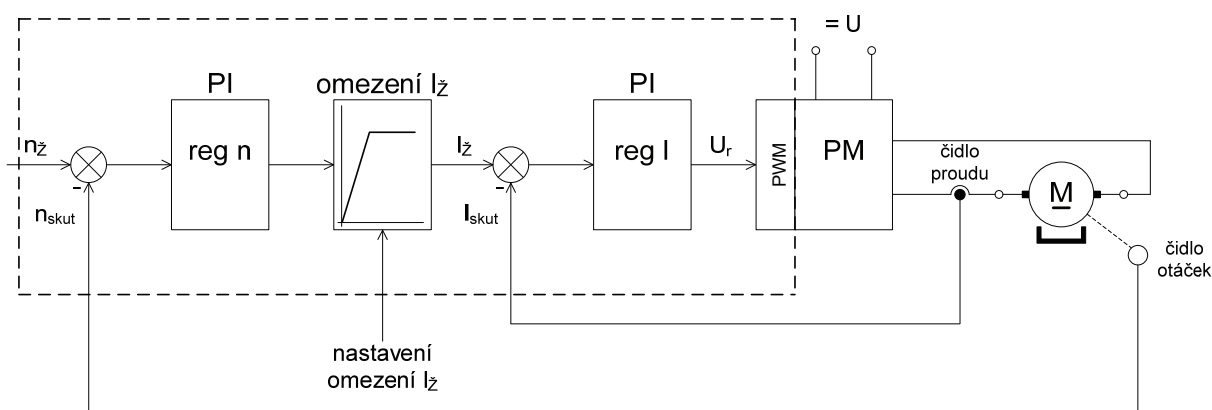 = U
PI
omezení IŽ
PI
nŽ
reg n
IŽ
reg I
Ur
PWM
PM
čidlo
proudu
M
-
-
nskut
Iskut
čidlo
otáček
nastavení
omezení IŽ